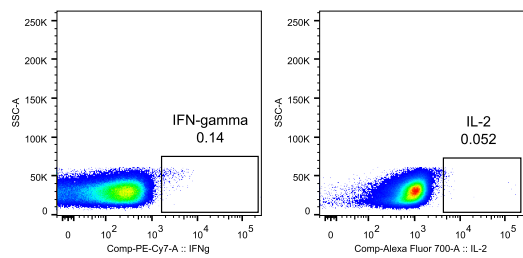 250K
200K
150K
100K
50K
0
SSC-A
IFN-gamma
0.14
0 10² 10³ 10⁴ 10⁵
Comp-PE-Cy7-A :: IFNg
250K
200K
150K
100K
50K
0
SSC-A
IL-2
0.052
0 10² 10³ 10⁴ 10⁵
Comp-Alexa Fluor 700-A :: IL-2